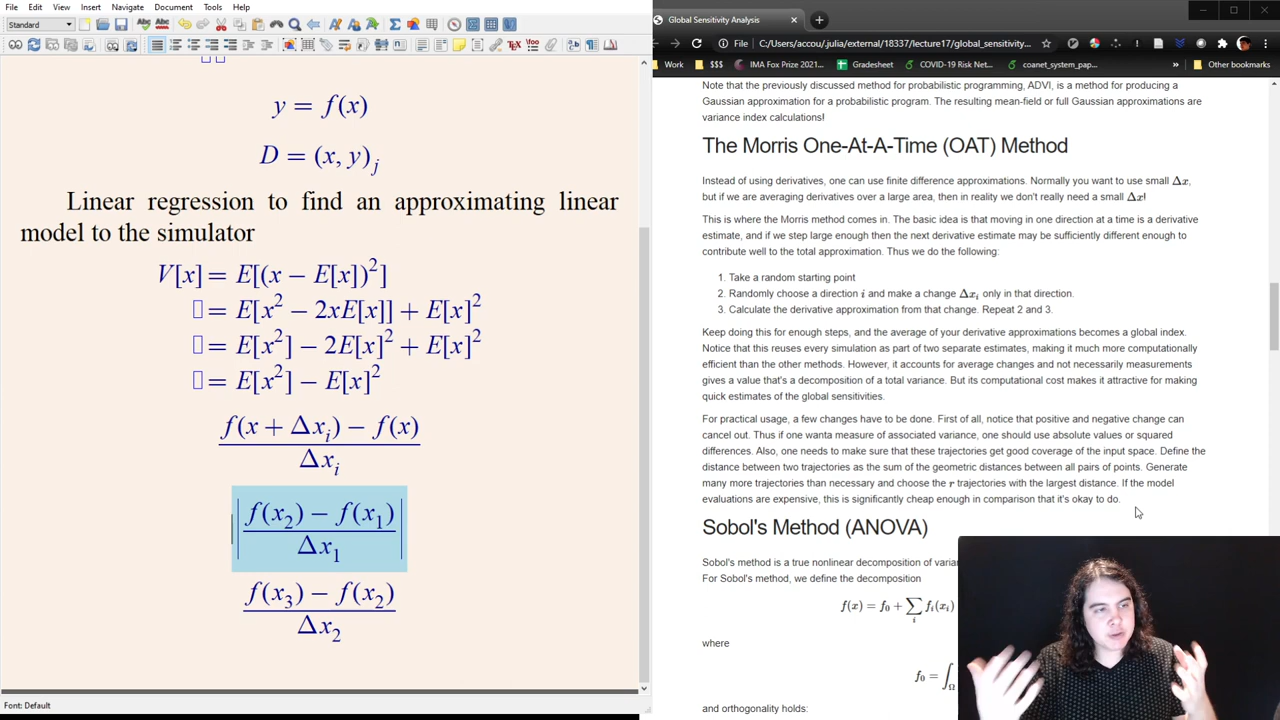 File Edit View Insert Navigate Document Tools Help
Standard
y = f(x)
D = (x, y)_j
Linear regression to find an approximating linear
model to the simulator
V[x] = E[(x − E[x])²]
= E[x² − 2xE[x]] + E[x]²
= E[x²] − 2E[x]² + E[x]²
= E[x²] − E[x]²
f(x + Δx_i) − f(x)
Δx_i
f(x₂) − f(x₁)
Δx₁
f(x₃) − f(x₂)
Δx₂
Font: Default
Global Sensitivity Analysis
File C:/Users/accou/.julia/external/18337/lecture17/global_sensitivity...
Work $$$ IMA Fox Prize 2021... Gradesheet COVID-19 Risk Net... coanet_system_pap... » Other bookmarks
Note that the previously discussed method for probabilistic programming, ADVI, is a method for producing a
Gaussian approximation for a probabilistic program. The resulting mean-field or full Gaussian approximations are
variance index calculations!
The Morris One-At-A-Time (OAT) Method
Instead of using derivatives, one can use finite difference approximations. Normally you want to use small Δx,
but if we are averaging derivatives over a large area, then in reality we don't really need a small Δx!
This is where the Morris method comes in. The basic idea is that moving in one direction at a time is a derivative
estimate, and if we step large enough then the next derivative estimate may be sufficiently different enough to
contribute well to the total approximation. Thus we do the following:
1. Take a random starting point
2. Randomly choose a direction i and make a change Δx_i only in that direction.
3. Calculate the derivative approximation from that change. Repeat 2 and 3.
Keep doing this for enough steps, and the average of your derivative approximations becomes a global index.
Notice that this reuses every simulation as part of two separate estimates, making it much more computationally
efficient than the other methods. However, it accounts for average changes and not necessarily measurements
gives a value that's a decomposition of a total variance. But its computational cost makes it attractive for making
quick estimates of the global sensitivities.
For practical usage, a few changes have to be done. First of all, notice that positive and negative change can
cancel out. Thus if one wanta measure of associated variance, one should use absolute values or squared
differences. Also, one needs to make sure that these trajectories get good coverage of the input space. Define the
distance between two trajectories as the sum of the geometric distances between all pairs of points. Generate
many more trajectories than necessary and choose the r trajectories with the largest distance. If the model
evaluations are expensive, this is significantly cheap enough in comparison that it's okay to do.
Sobol's Method (ANOVA)
Sobol's method is a true nonlinear decomposition of
For Sobol's method, we define the decomposition
f(x) = f₀ + ∑_i f_i(x_i)
where
f₀ = ∫_Ω
and orthogonality holds: